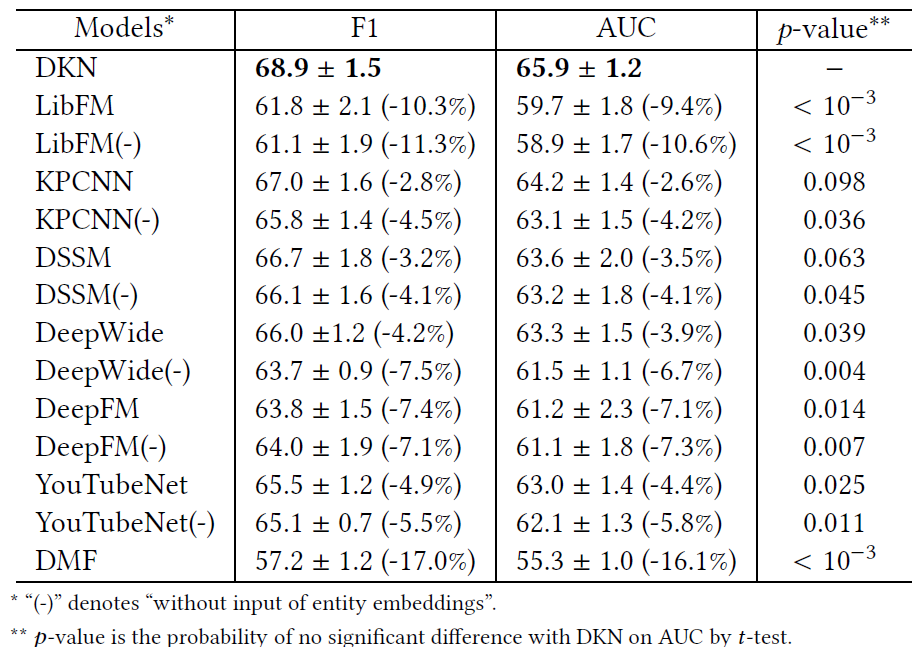 Models* F1 AUC p-value**
DKN 68.9 ± 1.5 65.9 ± 1.2 –
LibFM 61.8 ± 2.1 (-10.3%) 59.7 ± 1.8 (-9.4%) < 10⁻³
LibFM(-) 61.1 ± 1.9 (-11.3%) 58.9 ± 1.7 (-10.6%) < 10⁻³
KPCNN 67.0 ± 1.6 (-2.8%) 64.2 ± 1.4 (-2.6%) 0.098
KPCNN(-) 65.8 ± 1.4 (-4.5%) 63.1 ± 1.5 (-4.2%) 0.036
DSSM 66.7 ± 1.8 (-3.2%) 63.6 ± 2.0 (-3.5%) 0.063
DSSM(-) 66.1 ± 1.6 (-4.1%) 63.2 ± 1.8 (-4.1%) 0.045
DeepWide 66.0 ±1.2 (-4.2%) 63.3 ± 1.5 (-3.9%) 0.039
DeepWide(-) 63.7 ± 0.9 (-7.5%) 61.5 ± 1.1 (-6.7%) 0.004
DeepFM 63.8 ± 1.5 (-7.4%) 61.2 ± 2.3 (-7.1%) 0.014
DeepFM(-) 64.0 ± 1.9 (-7.1%) 61.1 ± 1.8 (-7.3%) 0.007
YouTubeNet 65.5 ± 1.2 (-4.9%) 63.0 ± 1.4 (-4.4%) 0.025
YouTubeNet(-) 65.1 ± 0.7 (-5.5%) 62.1 ± 1.3 (-5.8%) 0.011
DMF 57.2 ± 1.2 (-17.0%) 55.3 ± 1.0 (-16.1%) < 10⁻³
* “(-)” denotes “without input of entity embeddings”.
** p-value is the probability of no significant difference with DKN on AUC by t-test.